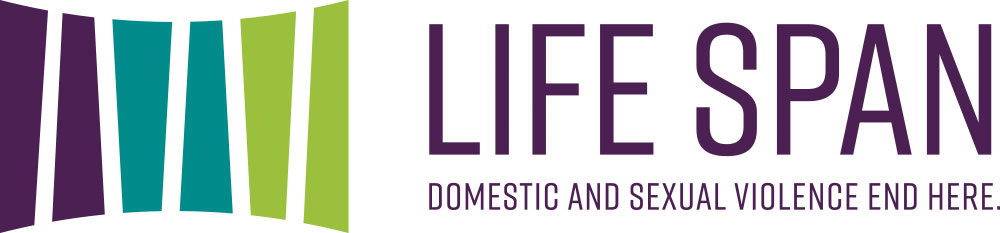 LIFE SPAN
DOMESTIC AND SEXUAL VIOLENCE END HERE.